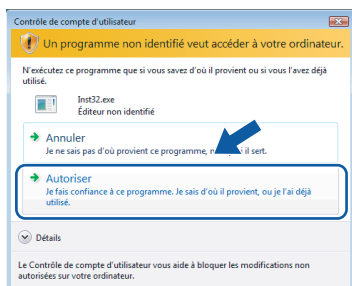 Contrôle de compte d'utilisateur
Un programme non identifié veut accéder à votre ordinateur.
N'exécutez ce programme que si vous savez d'où il provient ou si vous l'avez déjà
utilisé.
Inst32.exe
Éditeur non identifié
Annuler
Je ne sais pas d'où provient ce programme, il sert.
Autoriser
Je fais confiance à ce programme. Je sais d'où il provient, ou je l'ai déjà
utilisé.
Détails
Le Contrôle de compte d'utilisateur vous aide à bloquer les modifications non
autorisées sur votre ordinateur.